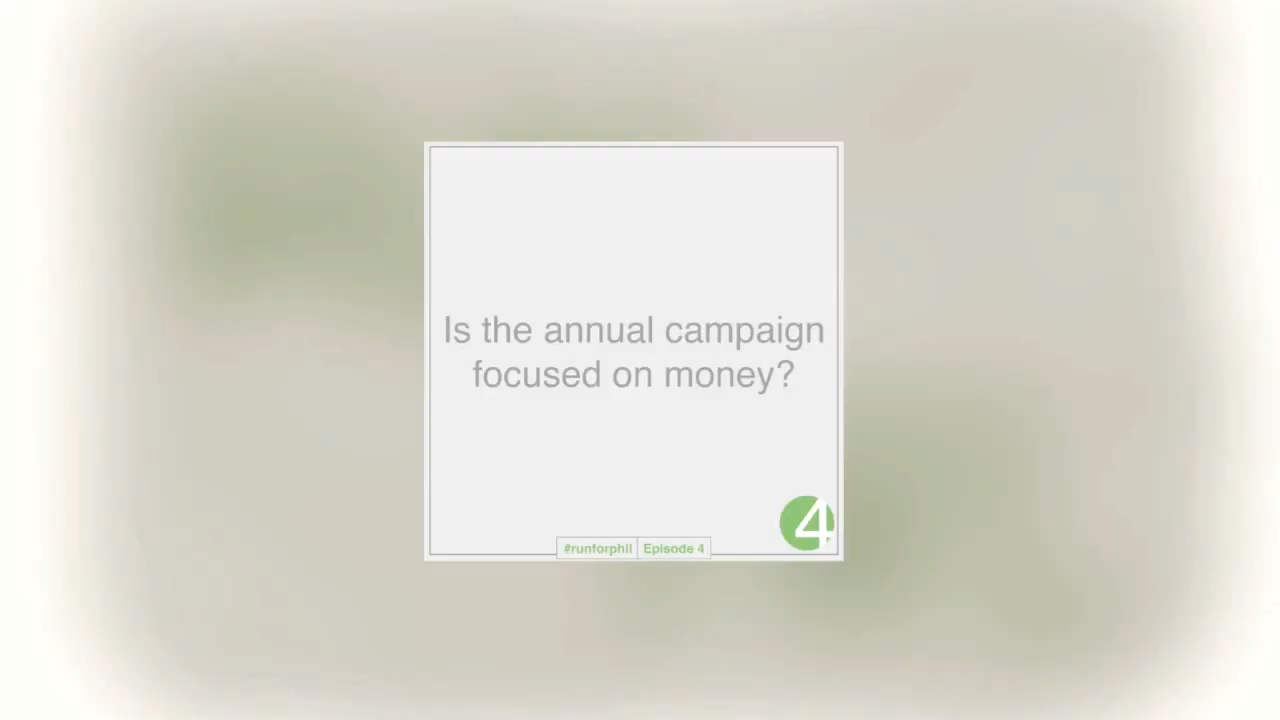 Is the annual campaign
focused on money?
4
#runforphil Episode 4